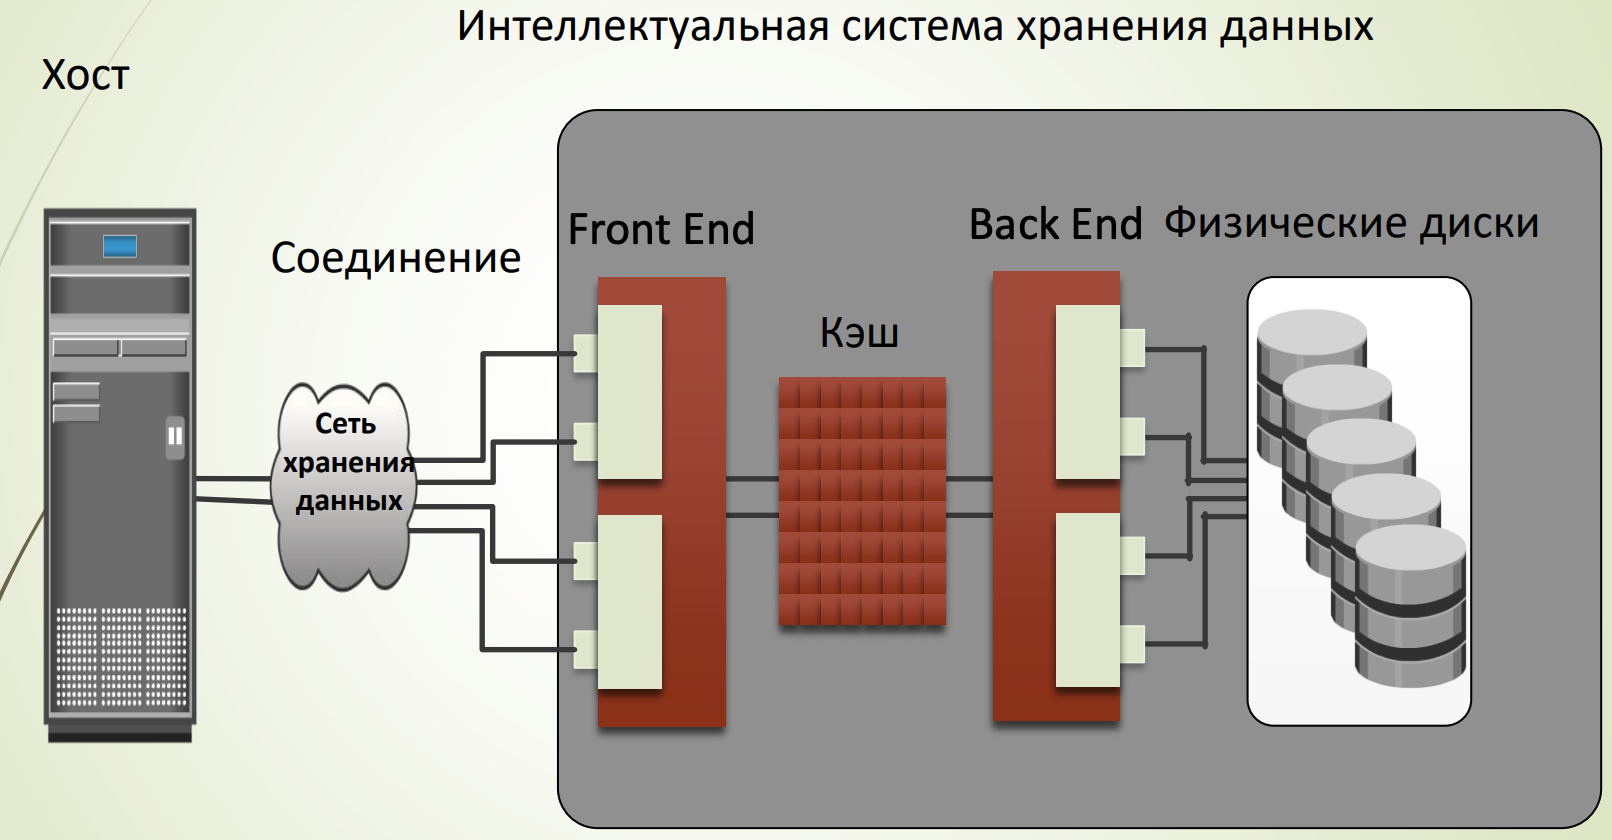 Интеллектуальная система хранения данных
Хост
Соединение
Front End
Back End
Физические диски
Кэш
Сеть
хранения
данных